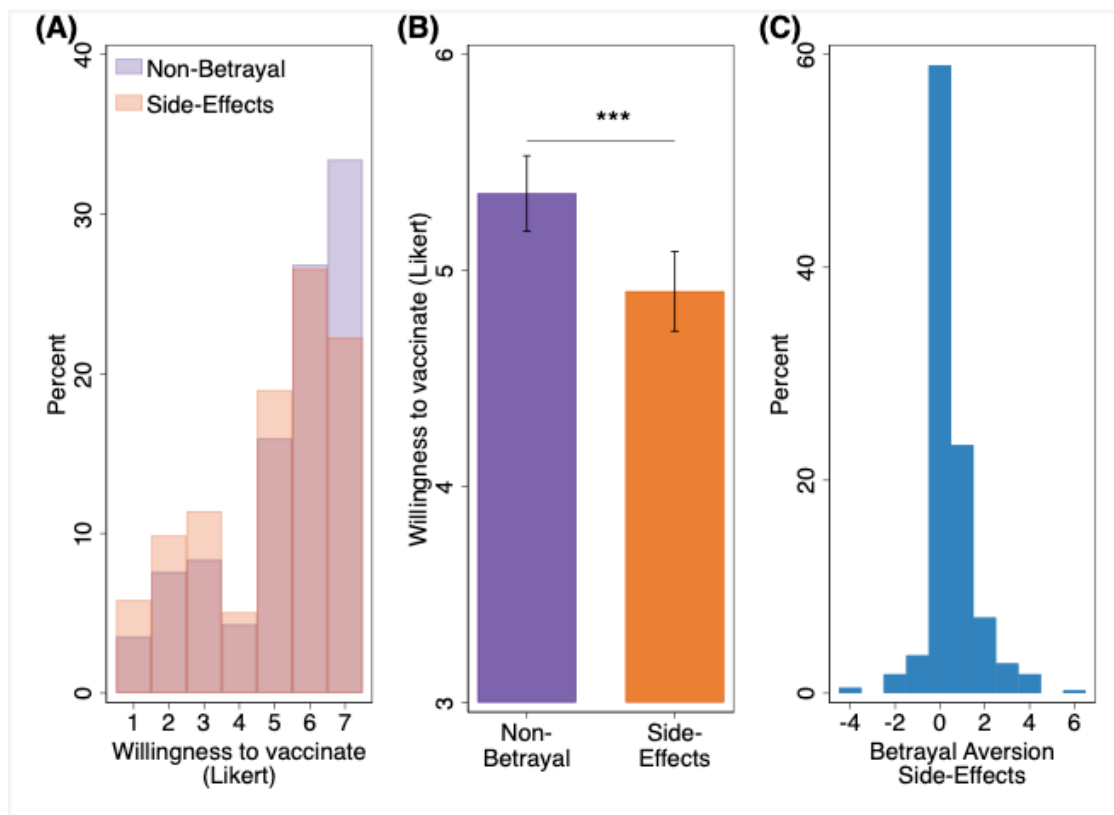 (A)
40
30
20
10
0
Percent
Non-Betrayal
Side-Effects
1 2 3 4 5 6 7
Willingness to vaccinate
(Likert)
(B)
6
5
4
3
Willingness to vaccinate (Likert)
***
Non-
Betrayal
Side-
Effects
(C)
60
40
20
0
Percent
-4 -2 0 2 4 6
Betrayal Aversion
Side-Effects